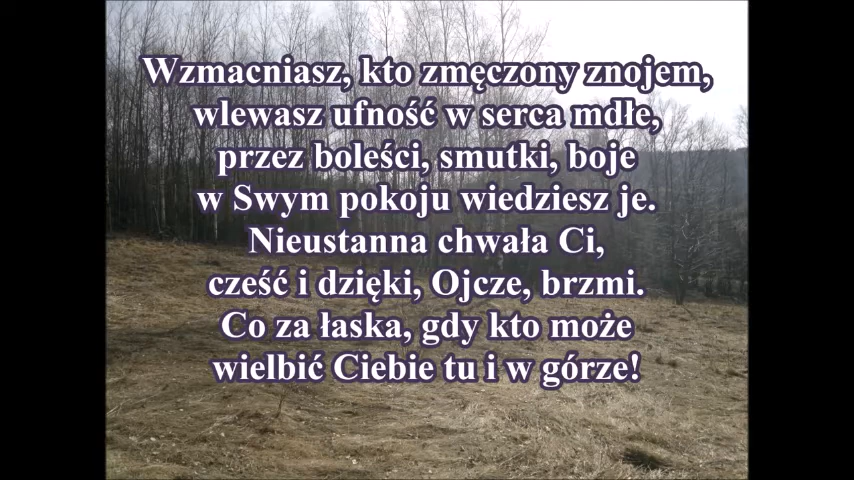 Wzmacniasz, kto zmęczony znojem,
wlewasz ufność w serca mdłe,
przez boleści, smutki, boje
w Swym pokoju wiedziesz je.
Nieustanna chwała Ci,
cześć i dzięki, Ojcze, brzmi.
Co za łaska, gdy kto może
wielbić Ciebie tu i w górze!